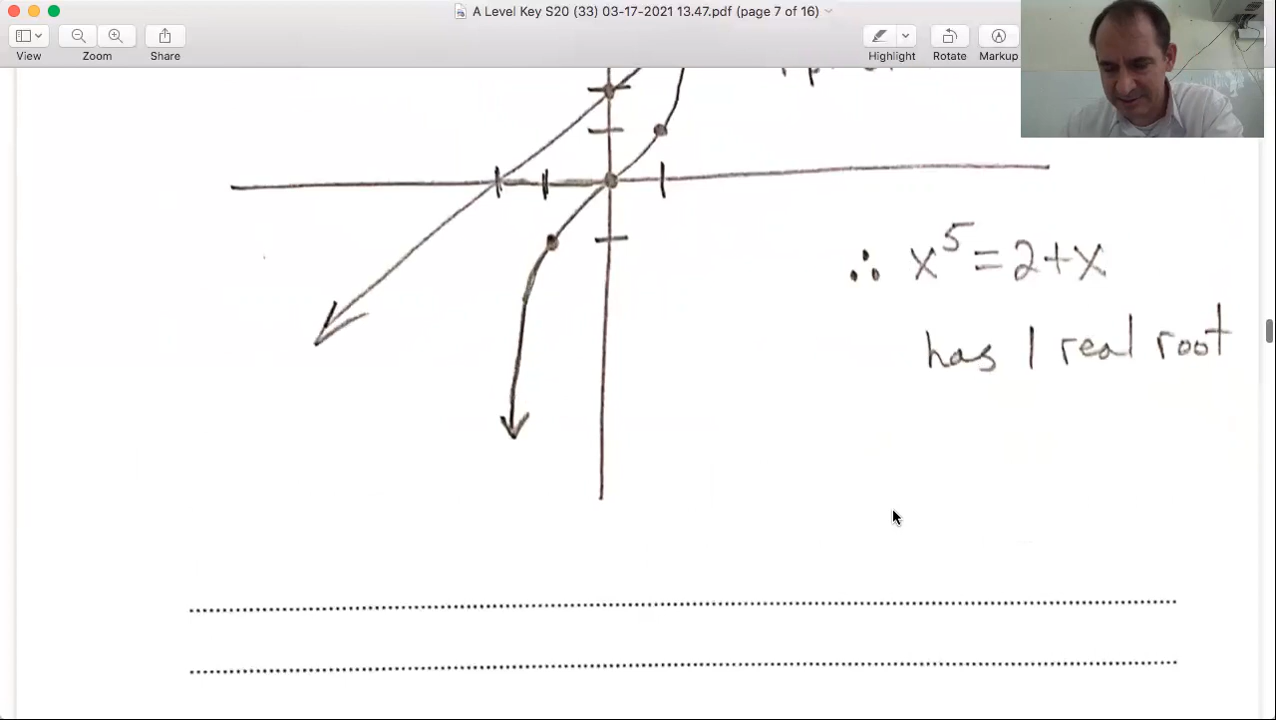 A Level Key S20 (33) 03-17-2021 13.47.pdf (page 7 of 16)
View Zoom Share Highlight Rotate Markup
∴ x⁵ = 2 + x
has 1 real root